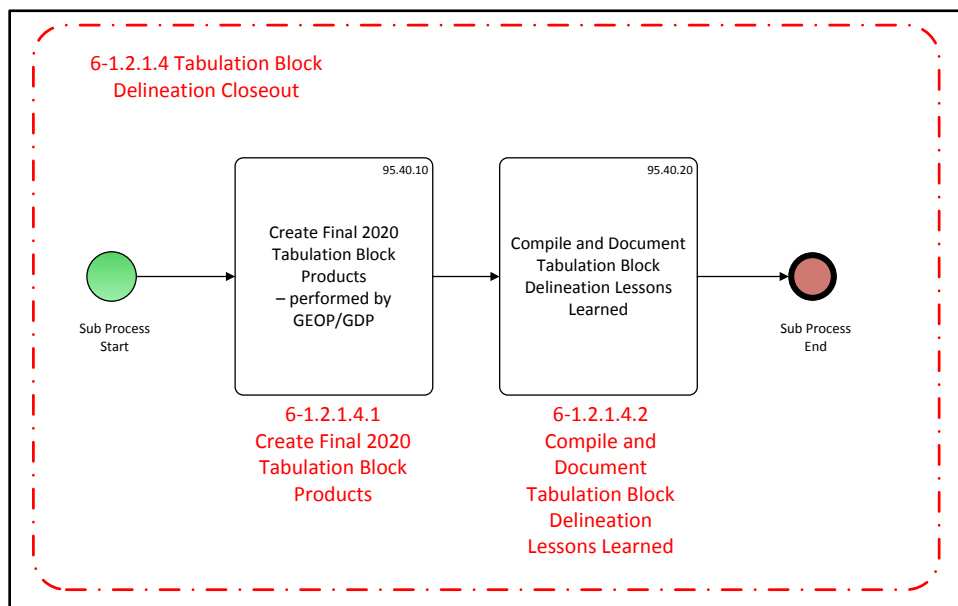 6-1.2.1.4 Tabulation Block
Delineation Closeout
95.40.10
Create Final 2020
Tabulation Block
Products
– performed by
GEOP/GDP
95.40.20
Compile and Document
Tabulation Block
Delineation Lessons
Learned
Sub Process
Start
Sub Process
End
6-1.2.1.4.1
Create Final 2020
Tabulation Block
Products
6-1.2.1.4.2
Compile and
Document
Tabulation Block
Delineation
Lessons Learned